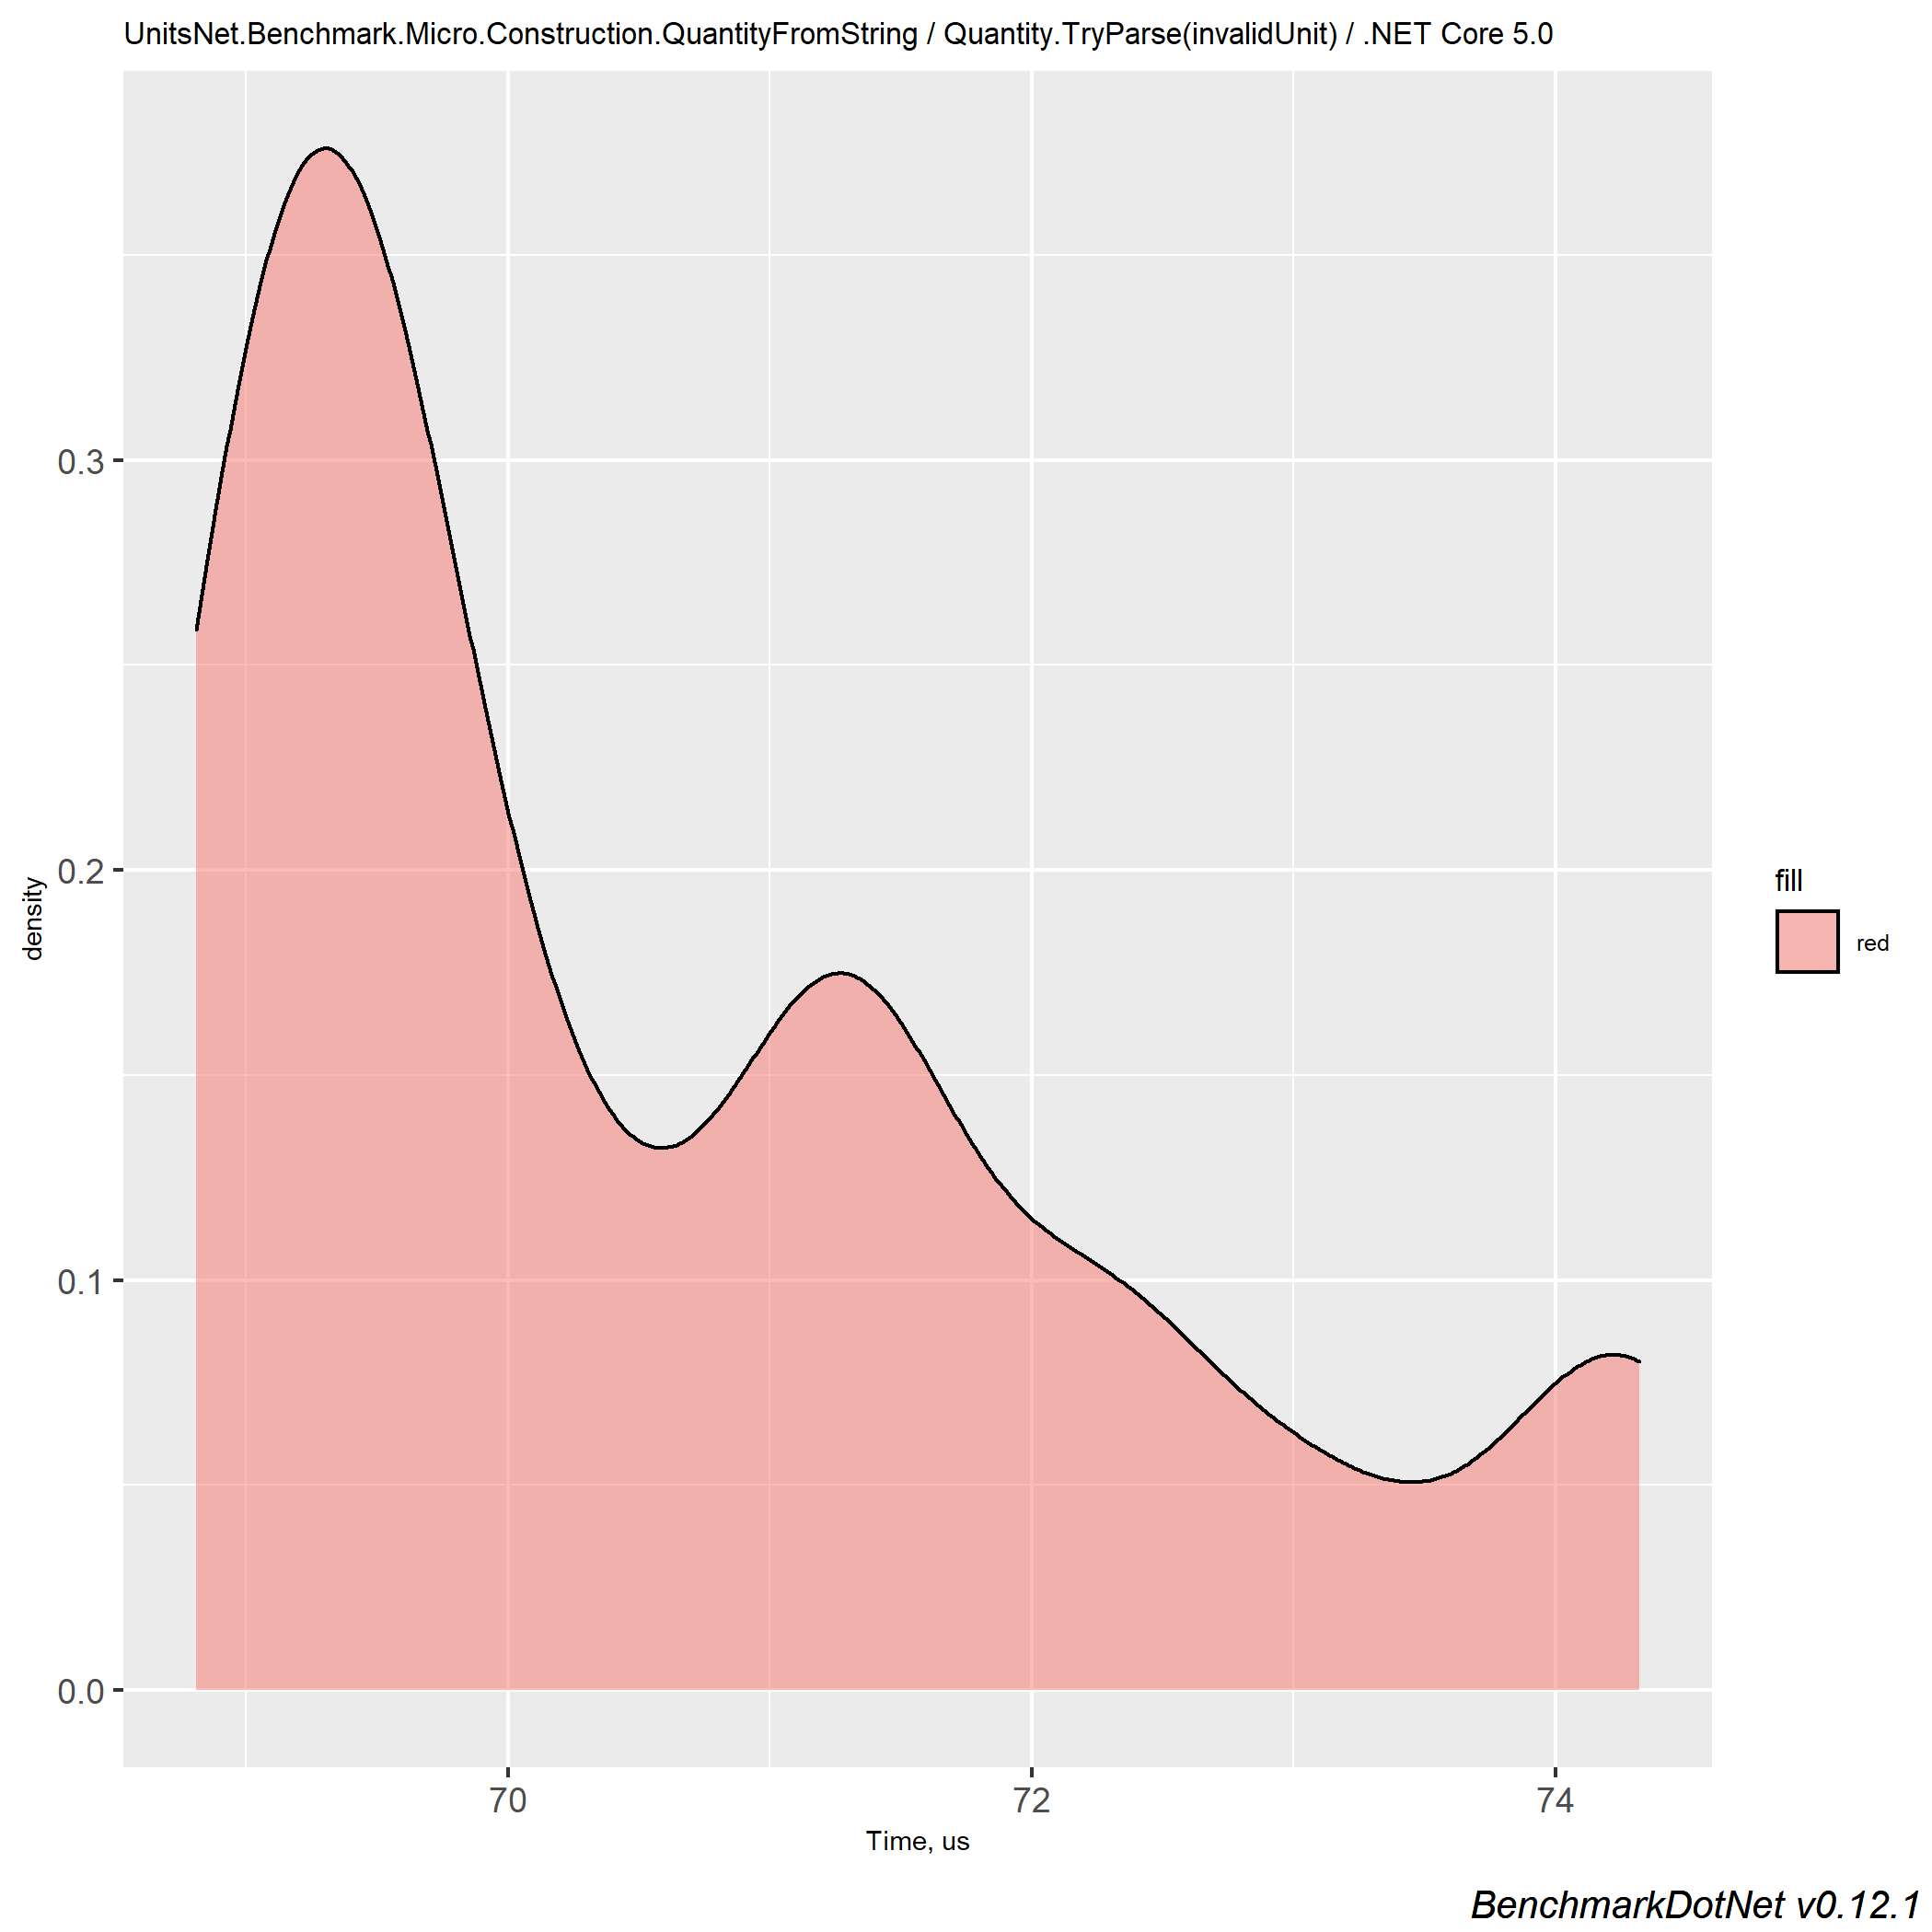 UnitsNet.Benchmark.Micro.Construction.QuantityFromString / Quantity.TryParse(invalidUnit) / .NET Core 5.0
0.3
0.2
0.1
0.0
density
70
72
74
Time, us
fill
red
BenchmarkDotNet v0.12.1